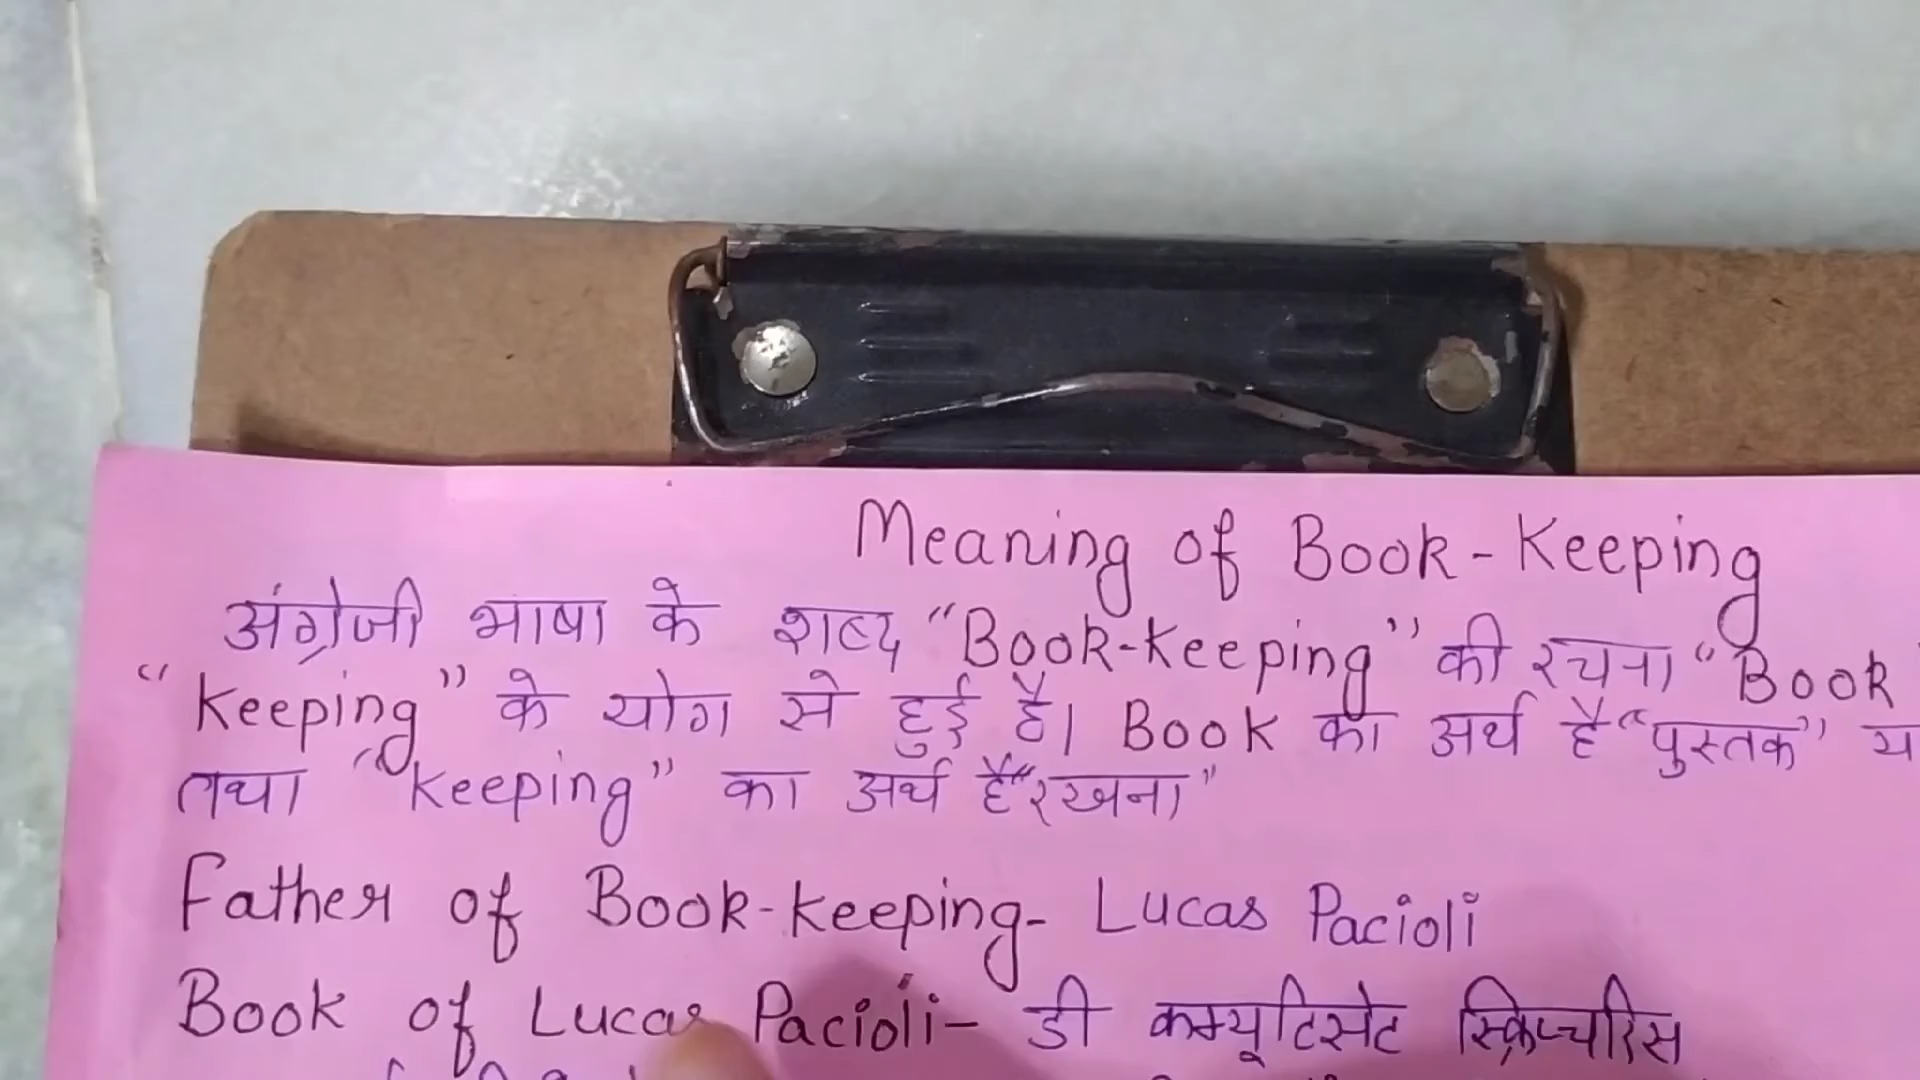 Meaning of Book-Keeping
अंग्रेजी भाषा के शब्द "Book-Keeping" की रचना "Book"
"Keeping" के योग से हुई है। Book का अर्थ है "पुस्तक"
तथा "Keeping" का अर्थ है "रखना"
Father of Book-Keeping- Lucas Pacioli
Book of Lucas Pacioli- डी कम्यूटिसेट स्क्रिप्चरिस